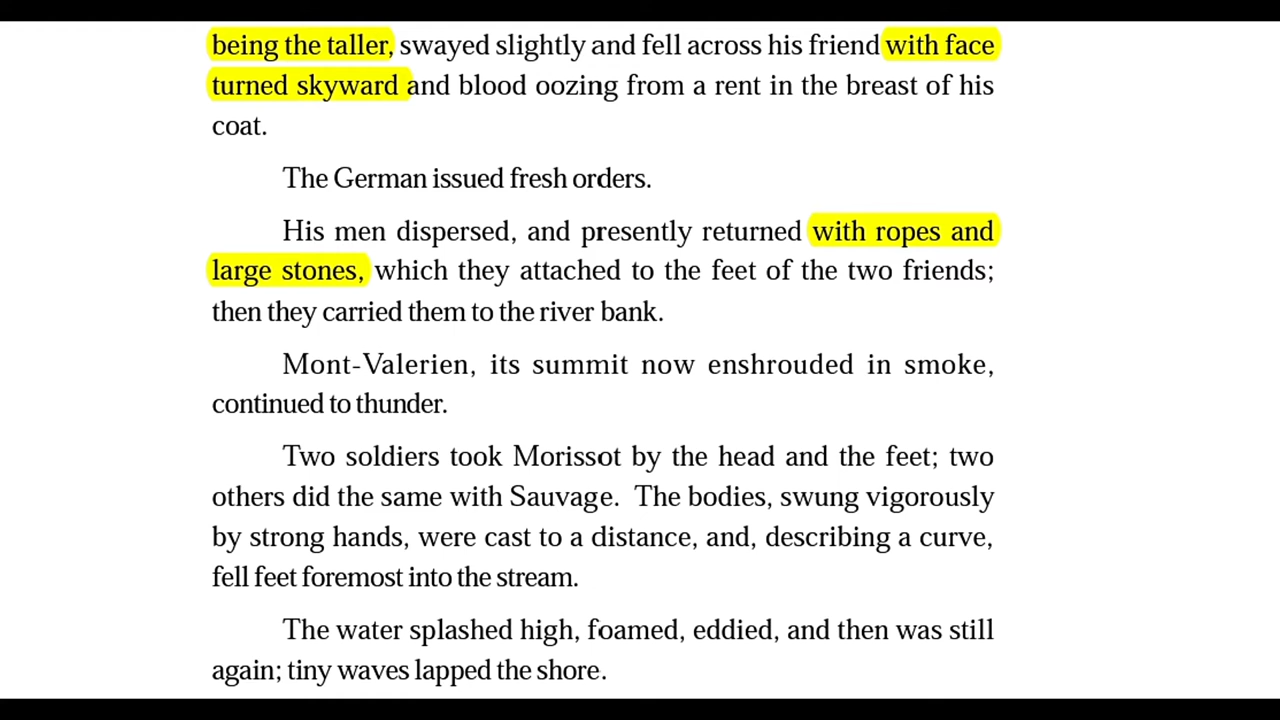 being the taller, swayed slightly and fell across his friend with face
turned skyward and blood oozing from a rent in the breast of his
coat.
The German issued fresh orders.
His men dispersed, and presently returned with ropes and
large stones, which they attached to the feet of the two friends;
then they carried them to the river bank.
Mont-Valerien, its summit now enshrouded in smoke,
continued to thunder.
Two soldiers took Morissot by the head and the feet; two
others did the same with Sauvage. The bodies, swung vigorously
by strong hands, were cast to a distance, and, describing a curve,
fell feet foremost into the stream.
The water splashed high, foamed, eddied, and then was still
again; tiny waves lapped the shore.